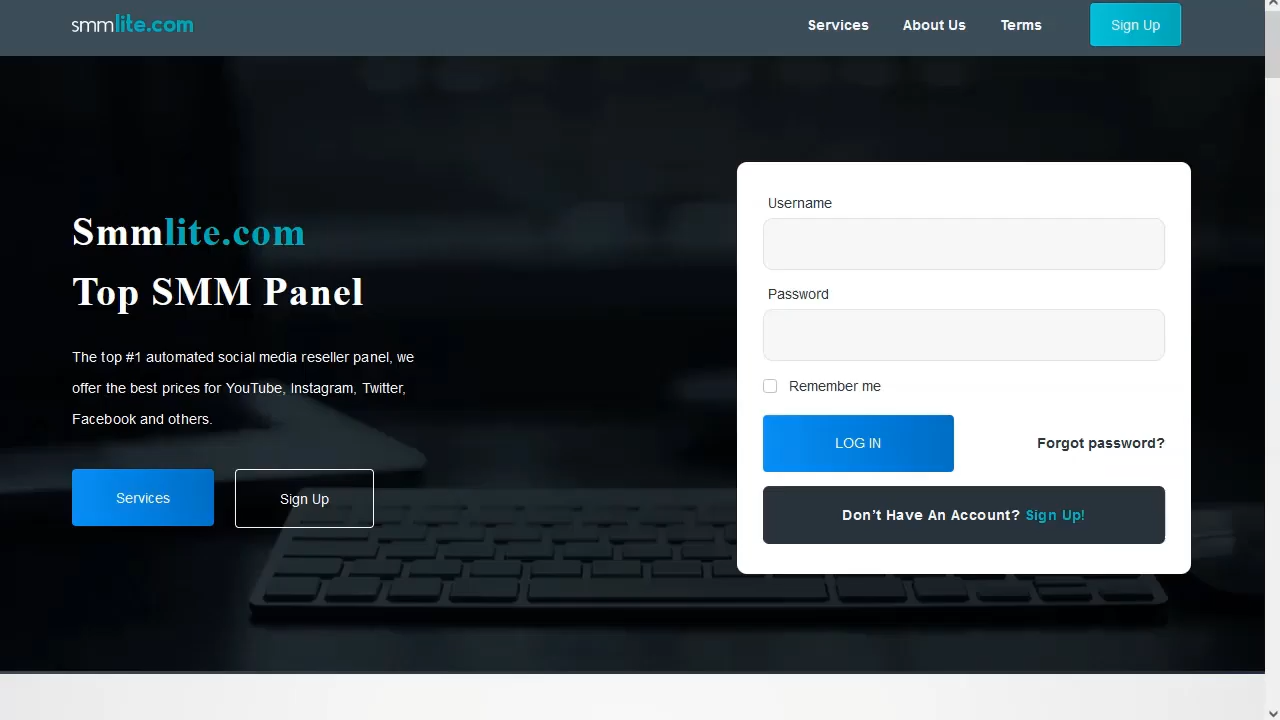 smmlite.com
Services
About Us
Terms
Sign Up
Smmlite.com
Top SMM Panel
The top #1 automated social media reseller panel, we
offer the best prices for YouTube, Instagram, Twitter,
Facebook and others.
Services
Sign Up
Username
Password
Remember me
LOG IN
Forgot password?
Don’t Have An Account? Sign Up!